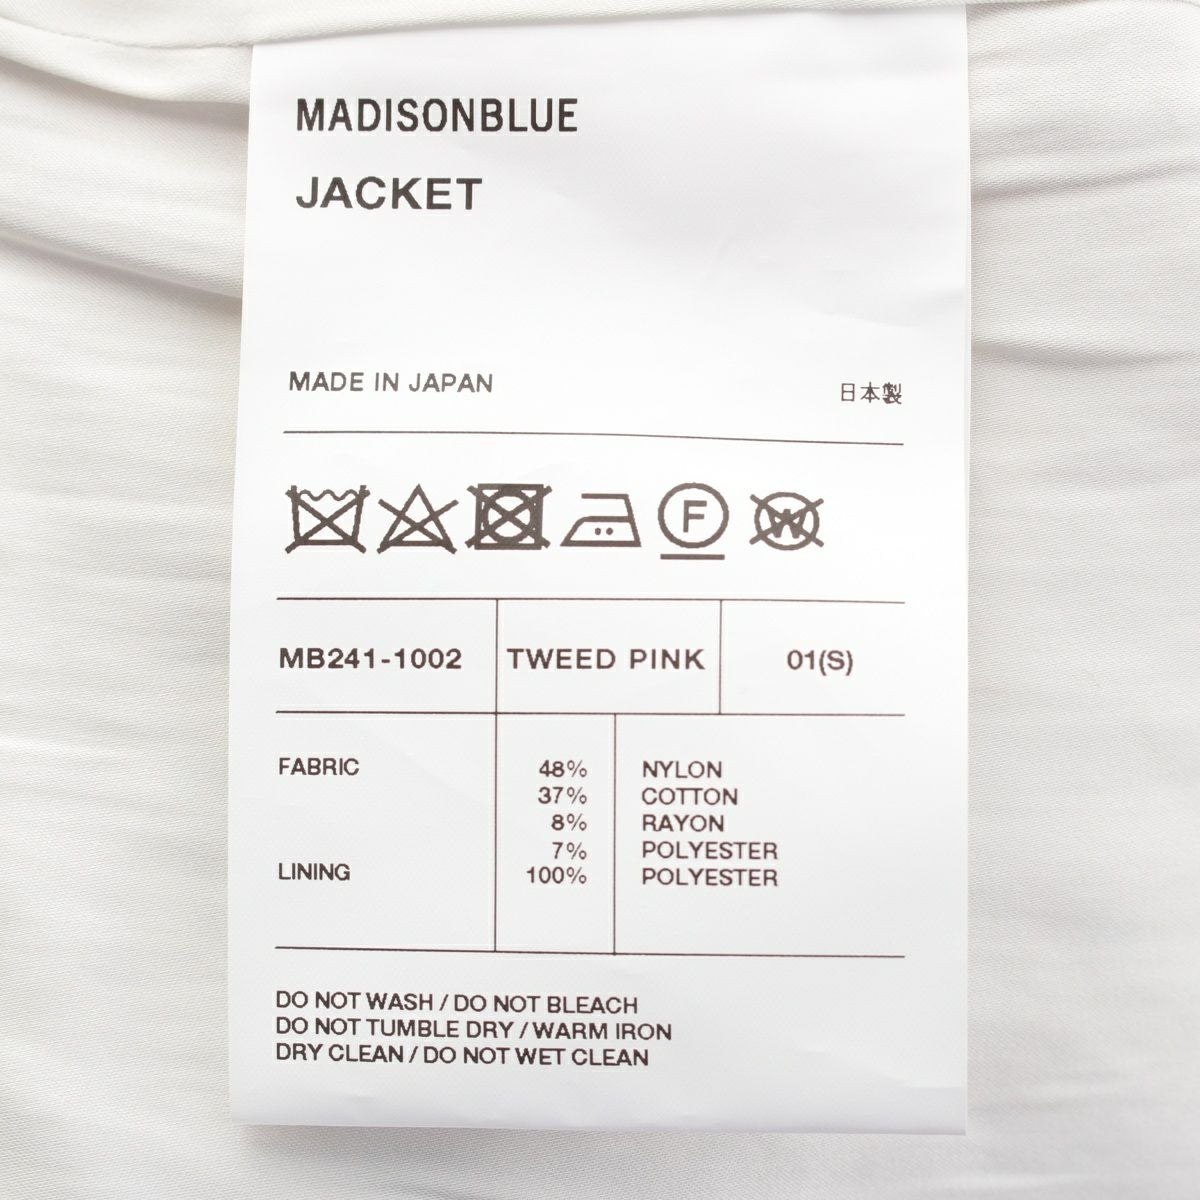 MADISONBLUE
JACKET
MADE IN JAPAN 日本製
F W
MB241-1002 TWEED PINK 01(S)
FABRIC 48% NYLON
37% COTTON
8% RAYON
7% POLYESTER
LINING 100% POLYESTER
DO NOT WASH / DO NOT BLEACH
DO NOT TUMBLE DRY / WARM IRON
DRY CLEAN / DO NOT WET CLEAN